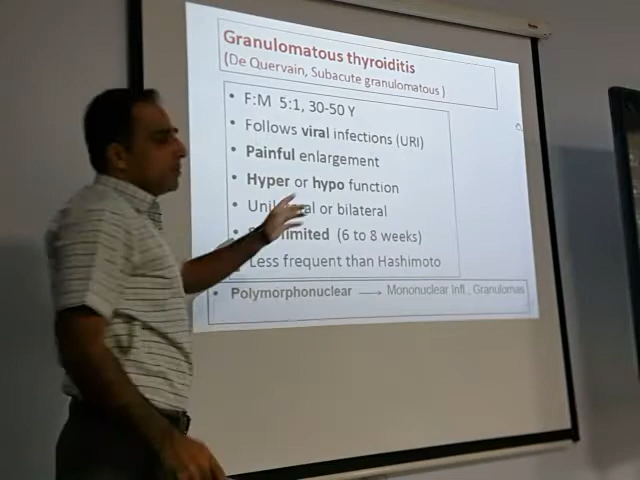 Granulomatous thyroiditis
(De Quervain, Subacute granulomatous )
• F:M 5:1, 30-50 Y
• Follows viral infections (URI)
• Painful enlargement
• Hyper or hypo function
• or bilateral
• (6 to 8 weeks)
Less frequent than Hashimoto
• Polymorphonuclear → Mononuclear Infl., Granulomas